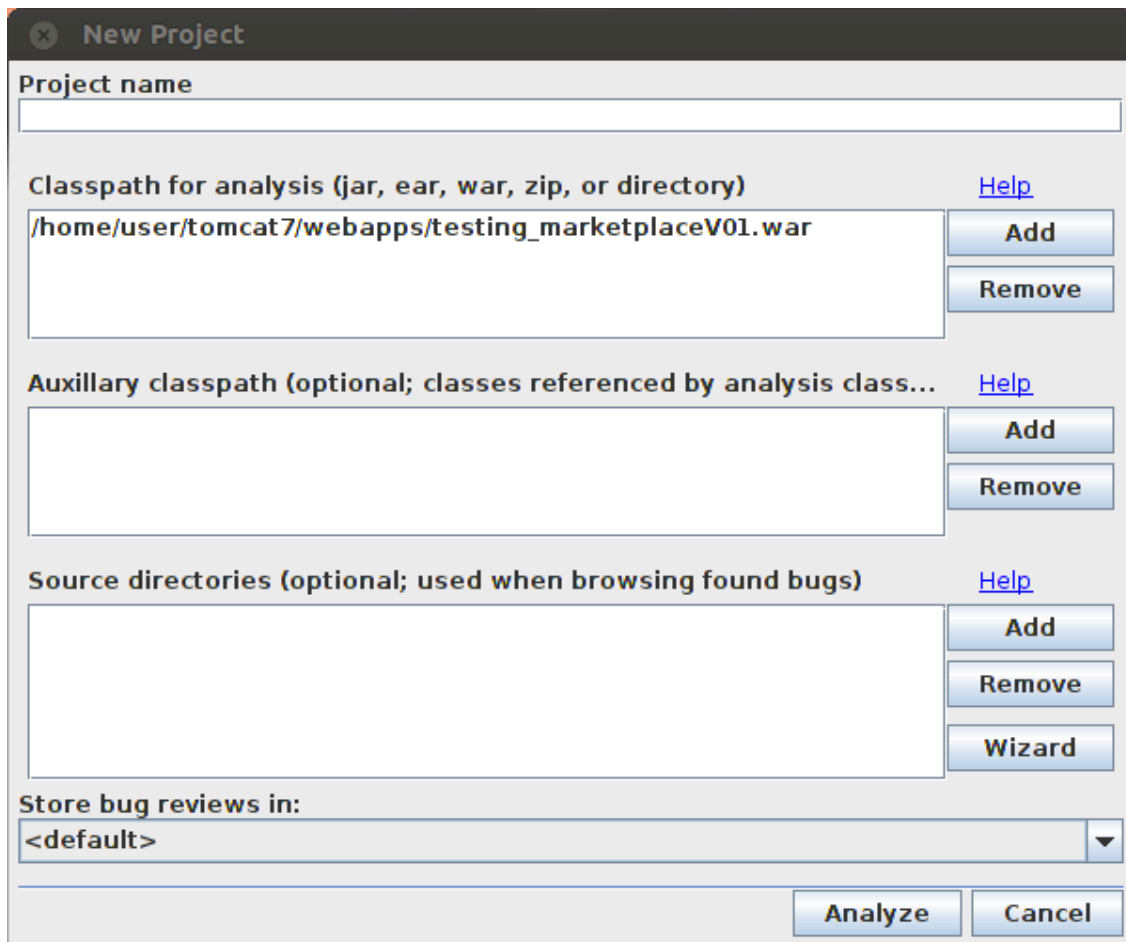 New Project
Project name
Classpath for analysis (jar, ear, war, zip, or directory)
Help
/home/user/tomcat7/webapps/testing_marketplaceV01.war
Add
Remove
Auxillary classpath (optional; classes referenced by analysis class...
Help
Add
Remove
Source directories (optional; used when browsing found bugs)
Help
Add
Remove
Wizard
Store bug reviews in:
<default>
Analyze
Cancel